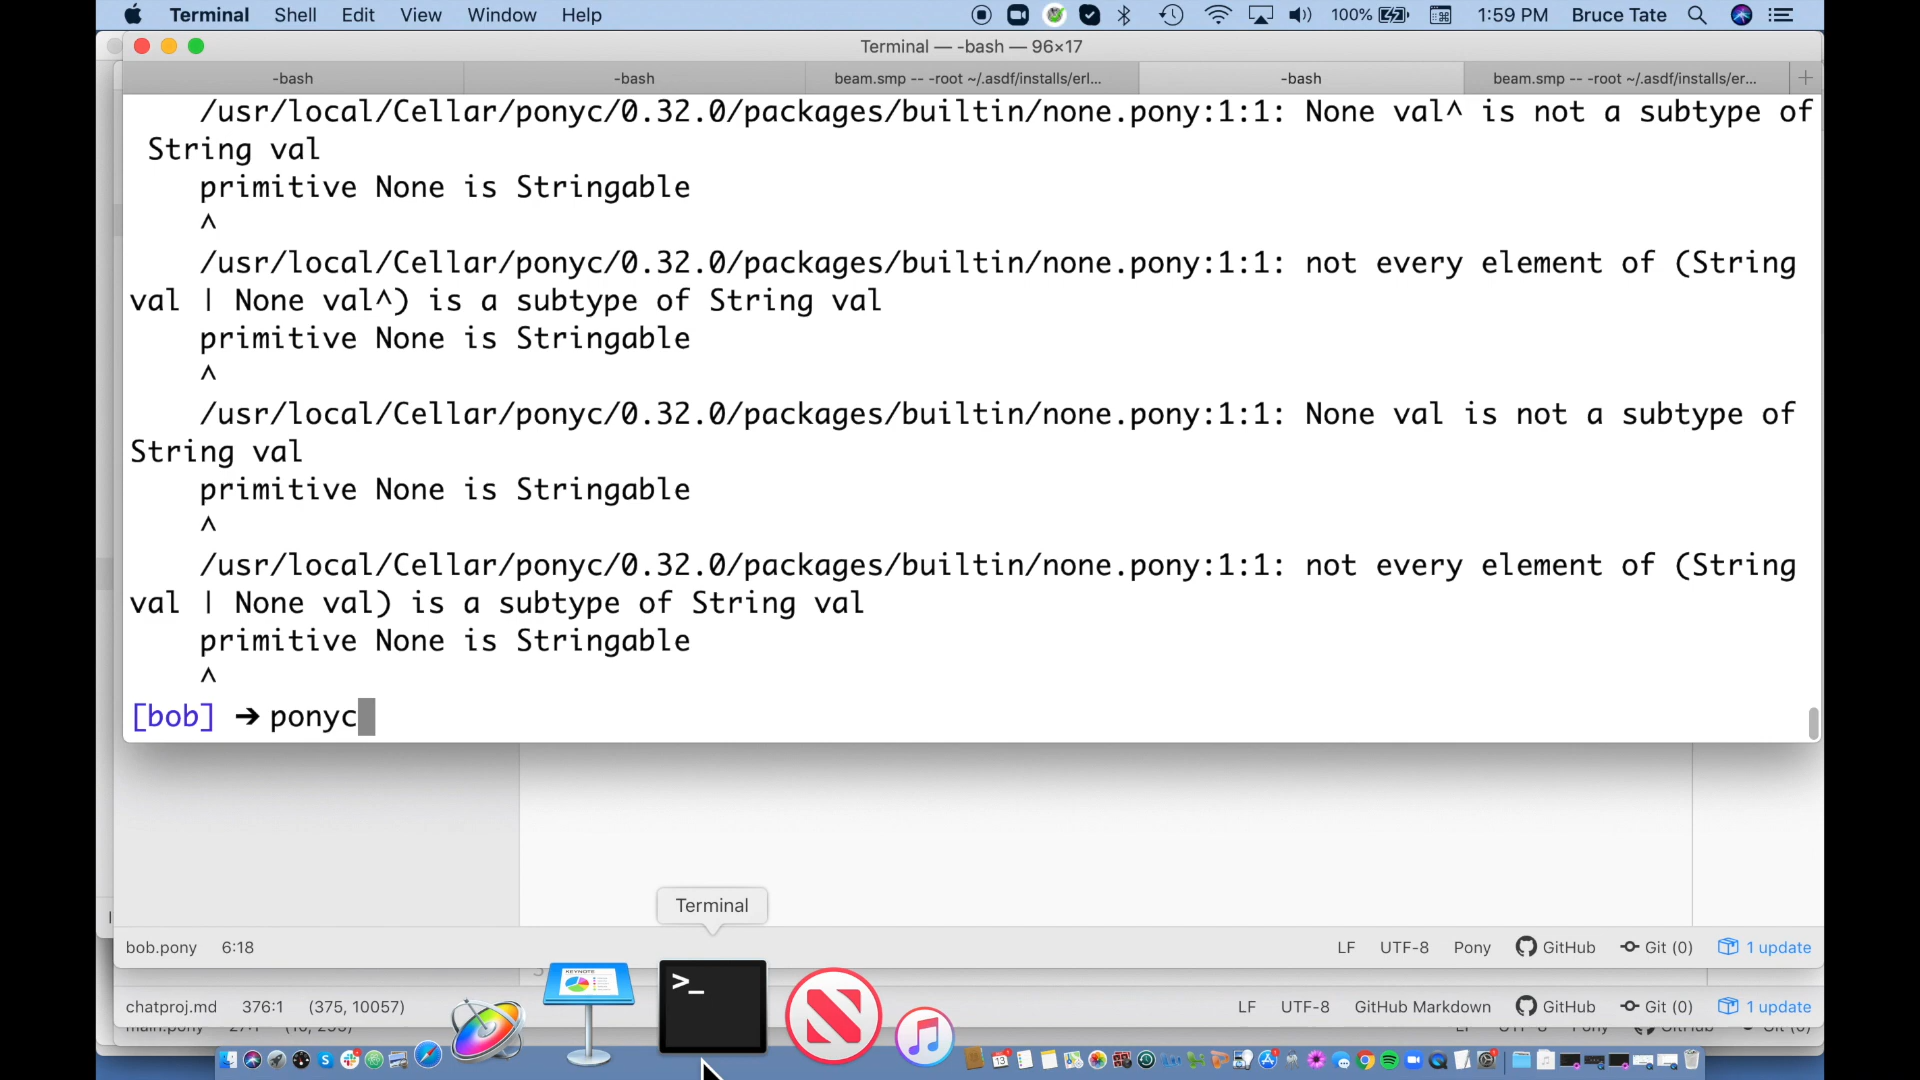 Terminal Shell Edit View Window Help 100% 1:59 PM Bruce Tate
Terminal — -bash — 96×17
-bash -bash beam.smp -- -root ~/.asdf/installs/erl... -bash beam.smp -- -root ~/.asdf/installs/er... +
/usr/local/Cellar/ponyc/0.32.0/packages/builtin/none.pony:1:1: None val^ is not a subtype of
String val
primitive None is Stringable
^
/usr/local/Cellar/ponyc/0.32.0/packages/builtin/none.pony:1:1: not every element of (String
val | None val^) is a subtype of String val
primitive None is Stringable
^
/usr/local/Cellar/ponyc/0.32.0/packages/builtin/none.pony:1:1: None val is not a subtype of
String val
primitive None is Stringable
^
/usr/local/Cellar/ponyc/0.32.0/packages/builtin/none.pony:1:1: not every element of (String
val | None val) is a subtype of String val
primitive None is Stringable
^
[bob] ➔ ponyc
Terminal
bob.pony 6:18 LF UTF-8 Pony GitHub Git (0) 1 update
KEYNOTE
>_
chatproj.md 376:1 (375, 10057) LF UTF-8 GitHub Markdown GitHub Git (0) 1 update